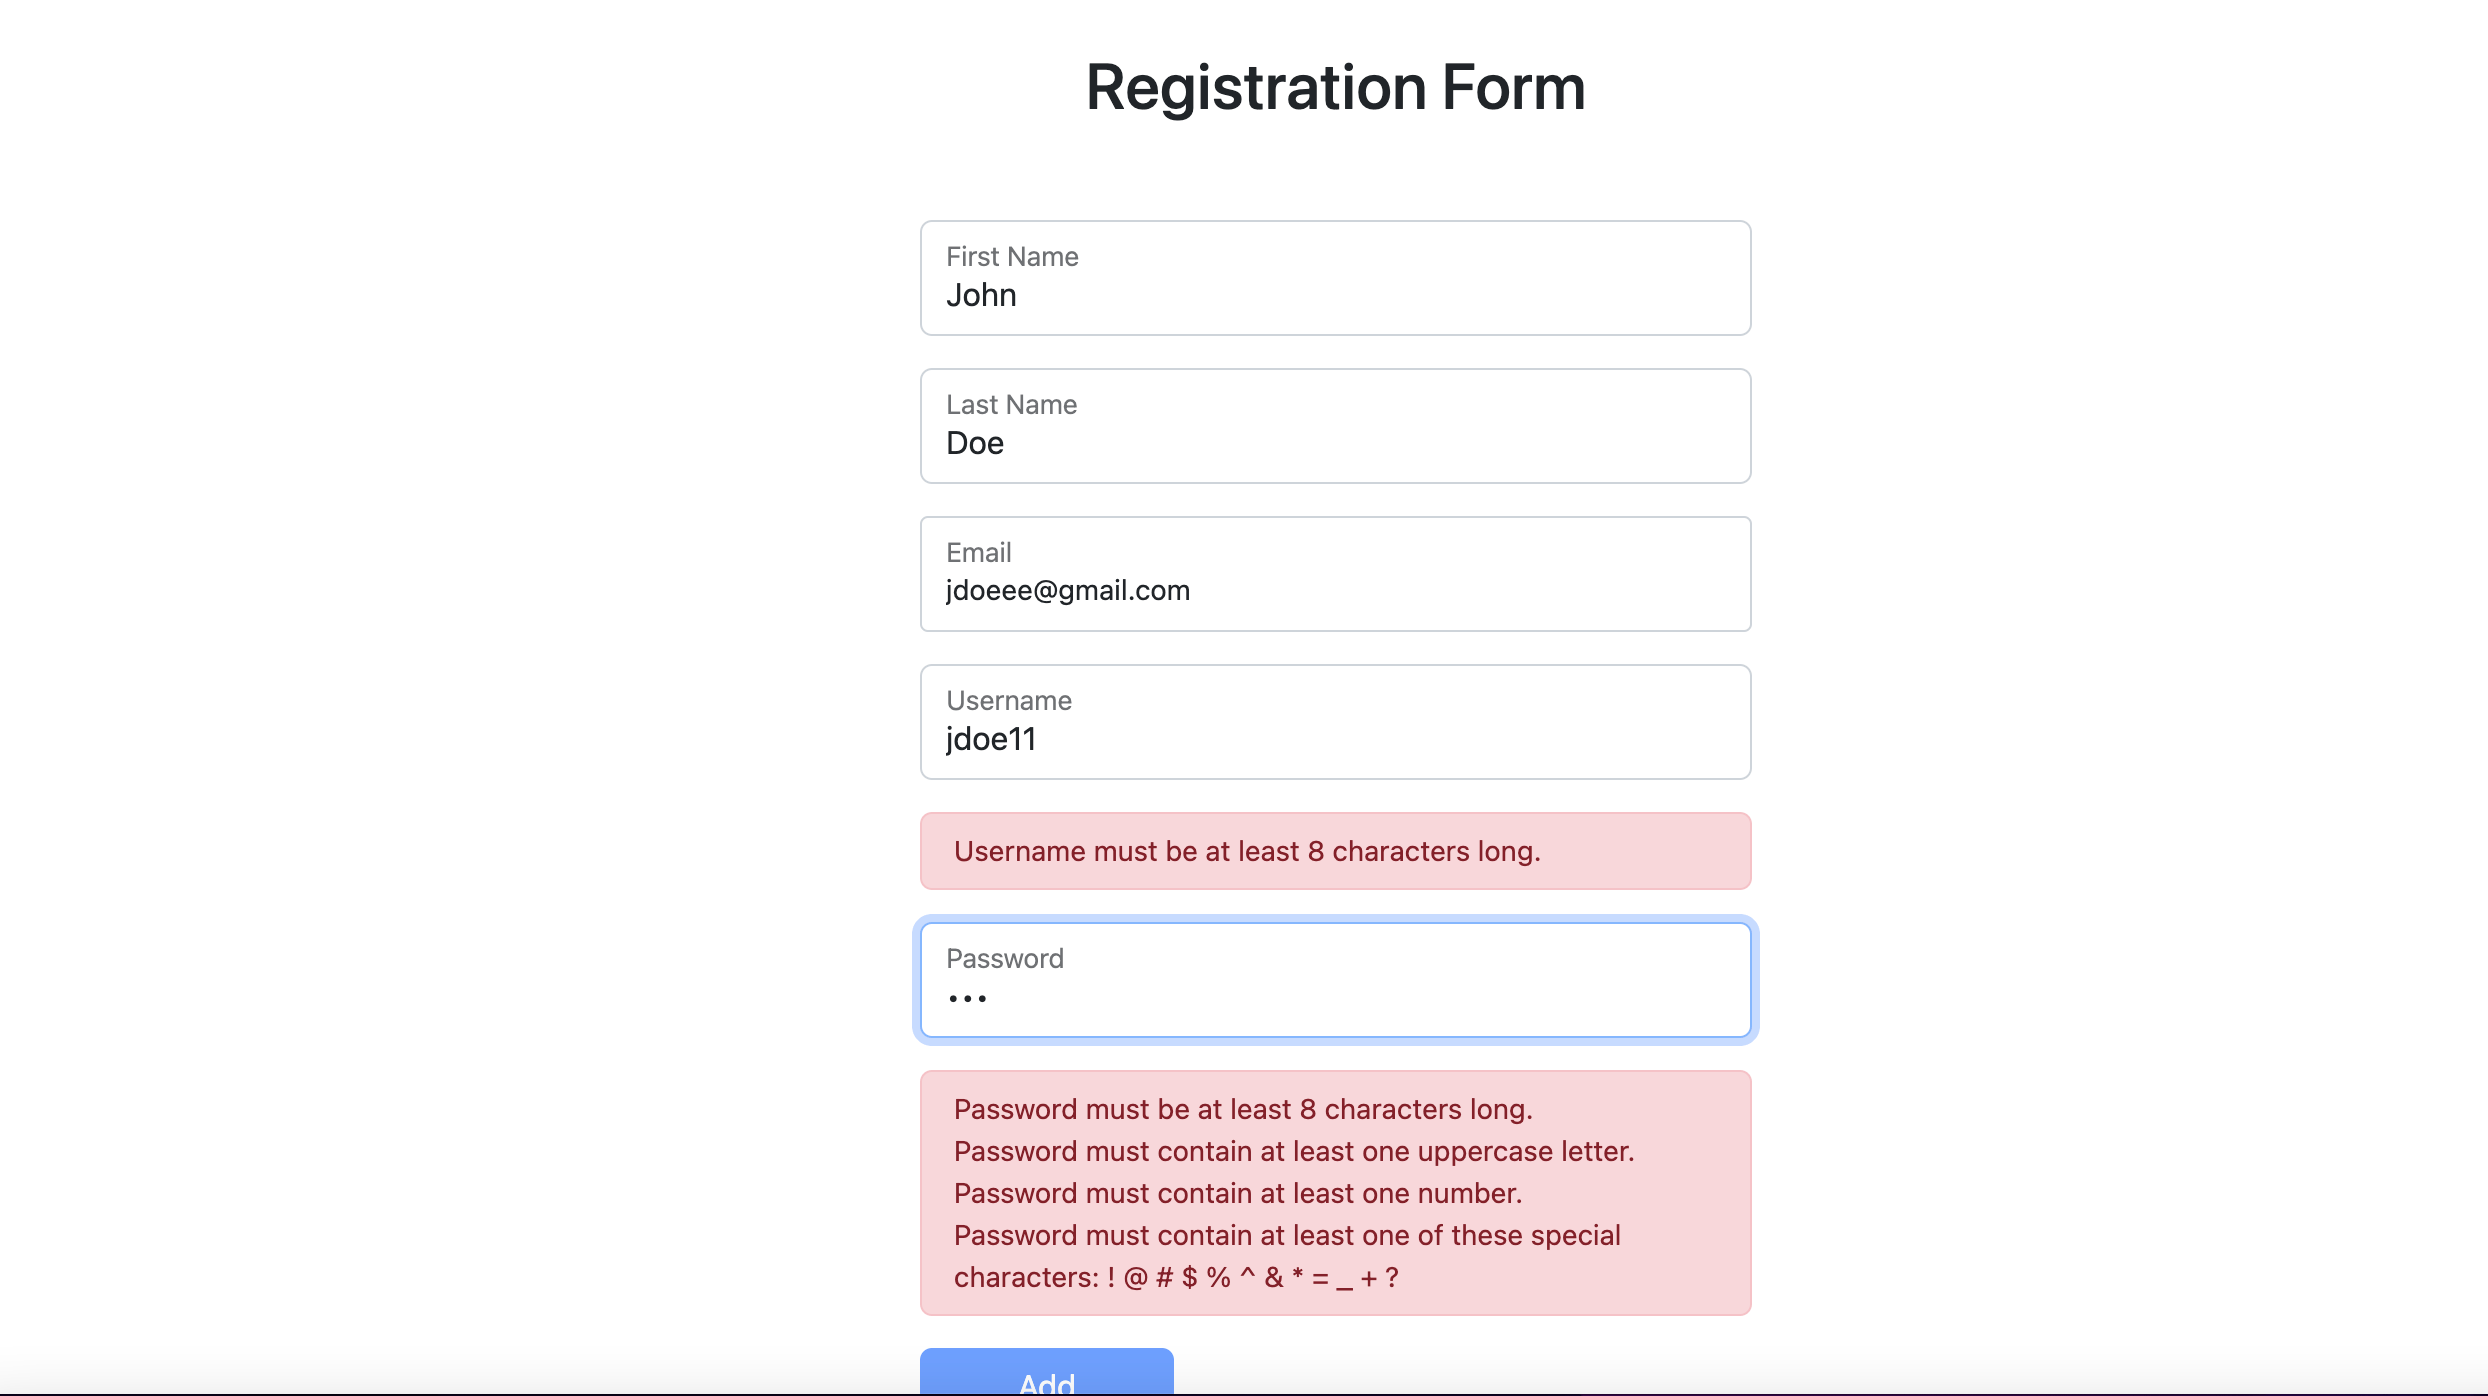 Registration Form
First Name
John
Last Name
Doe
Email
jdoeee@gmail.com
Username
jdoe11
Username must be at least 8 characters long.
Password
•••
Password must be at least 8 characters long.
Password must contain at least one uppercase letter.
Password must contain at least one number.
Password must contain at least one of these special
characters: ! @ # $ % ^ & * = _ + ?
Add